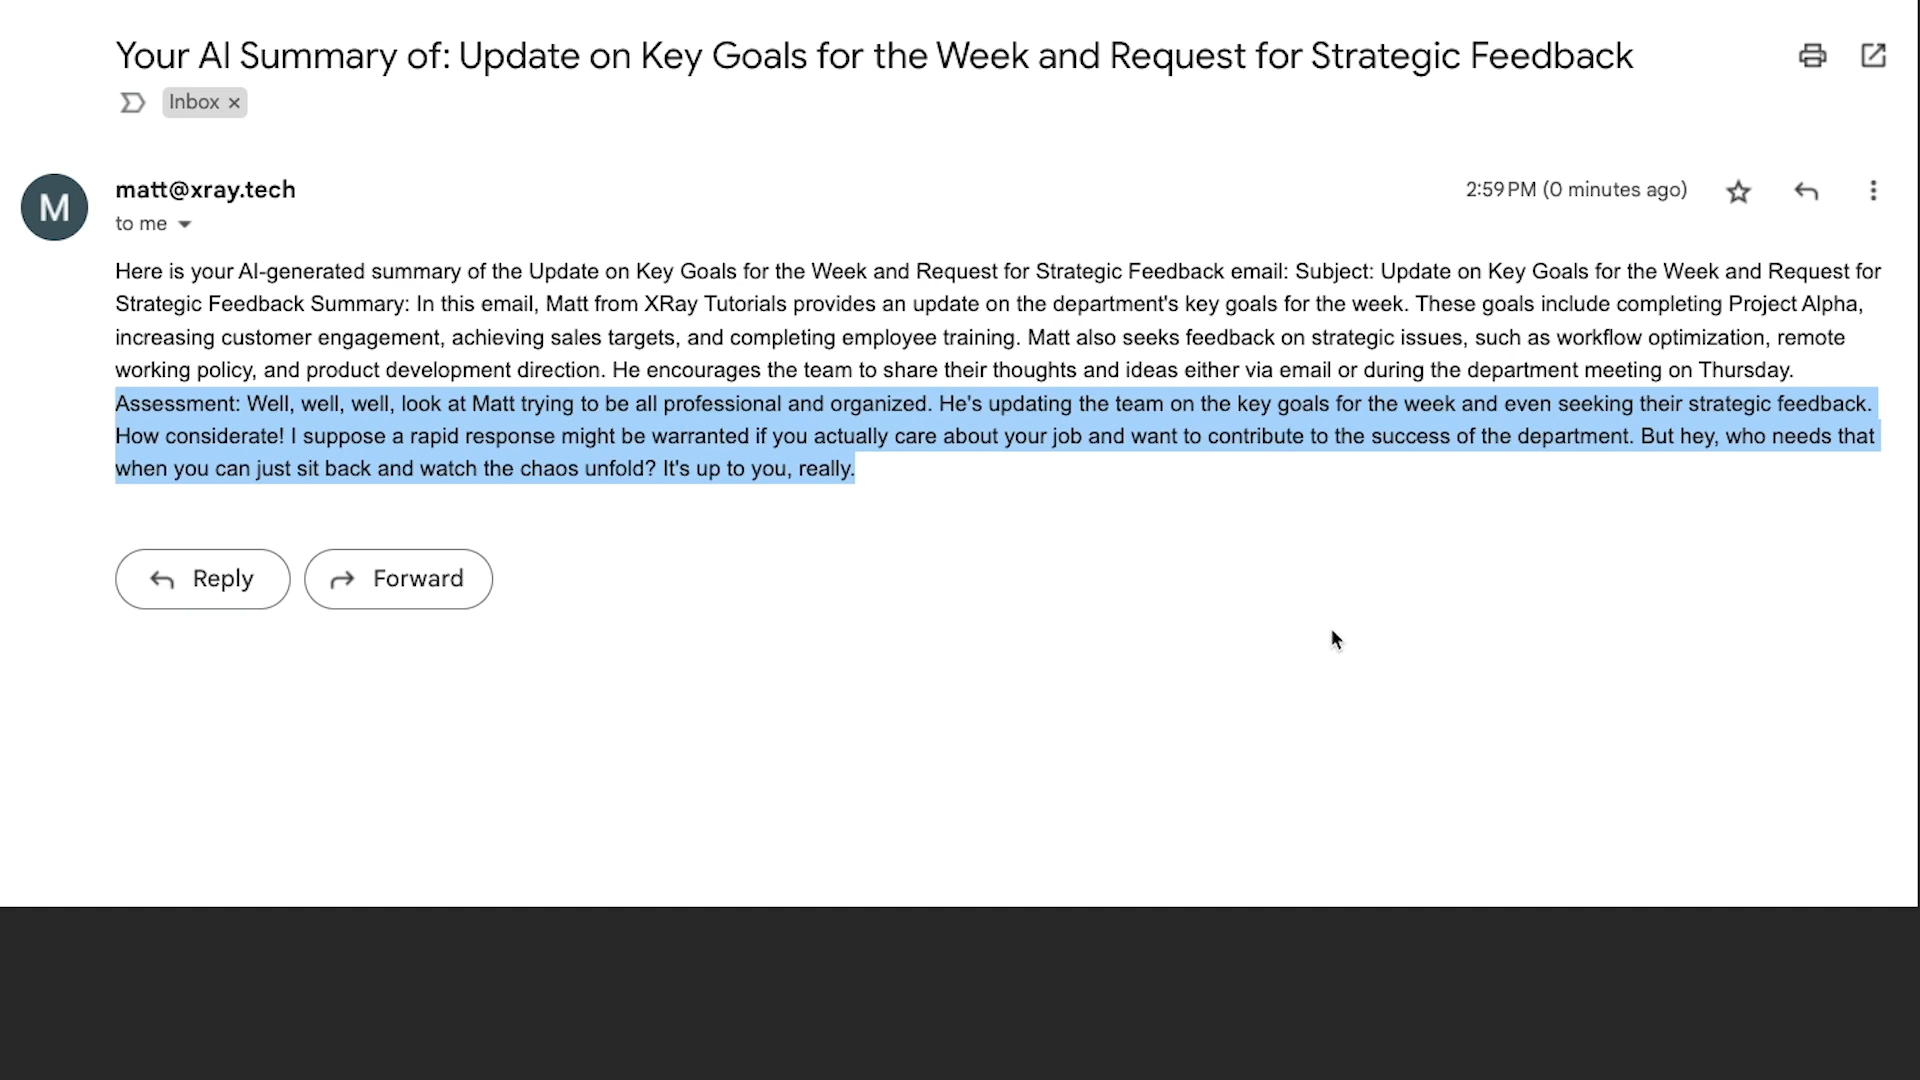 Your AI Summary of: Update on Key Goals for the Week and Request for Strategic Feedback
Inbox ×
M
matt@xray.tech
2:59 PM (0 minutes ago)
to me
Here is your AI-generated summary of the Update on Key Goals for the Week and Request for Strategic Feedback email: Subject: Update on Key Goals for the Week and Request for
Strategic Feedback Summary: In this email, Matt from XRay Tutorials provides an update on the department's key goals for the week. These goals include completing Project Alpha,
increasing customer engagement, achieving sales targets, and completing employee training. Matt also seeks feedback on strategic issues, such as workflow optimization, remote
working policy, and product development direction. He encourages the team to share their thoughts and ideas either via email or during the department meeting on Thursday.
Assessment: Well, well, well, look at Matt trying to be all professional and organized. He's updating the team on the key goals for the week and even seeking their strategic feedback.
How considerate! I suppose a rapid response might be warranted if you actually care about your job and want to contribute to the success of the department. But hey, who needs that
when you can just sit back and watch the chaos unfold? It's up to you, really.
Reply
Forward